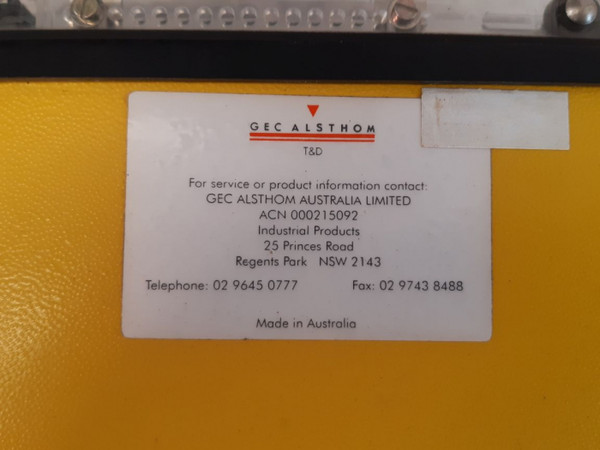 GEC ALSTHOM
T&D
For service or product information contact:
GEC ALSTHOM AUSTRALIA LIMITED
ACN 000215092
Industrial Products
25 Princes Road
Regents Park NSW 2143
Telephone: 02 9645 0777 Fax: 02 9743 8488
Made in Australia